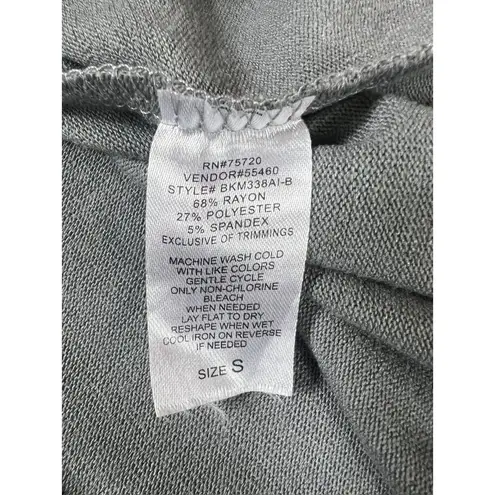 RN#75720
VENDOR#55460
STYLE# BKM338AI-B
68% RAYON
27% POLYESTER
5% SPANDEX
EXCLUSIVE OF TRIMMINGS
MACHINE WASH COLD
WITH LIKE COLORS
GENTLE CYCLE
ONLY NON-CHLORINE
BLEACH
WHEN NEEDED
LAY FLAT TO DRY
RESHAPE WHEN WET
COOL IRON ON REVERSE
IF NEEDED
SIZE S